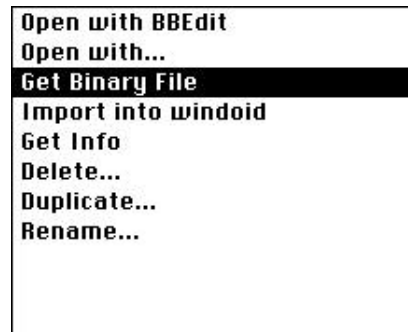 Open with BBEdit
Open with...
Get Binary File
Import into windoid
Get Info
Delete...
Duplicate...
Rename...